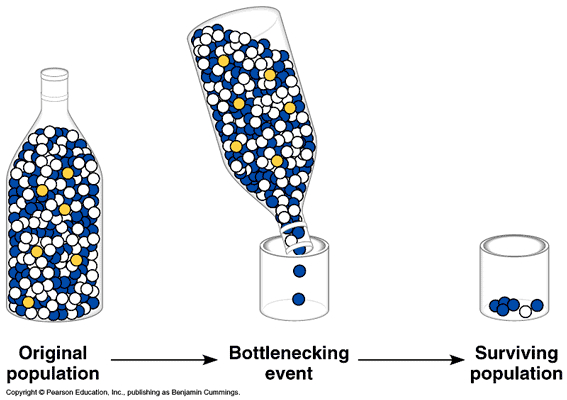 Original
population
Bottlenecking
event
Surviving
population
Copyright © Pearson Education, Inc., publishing as Benjamin Cummings.